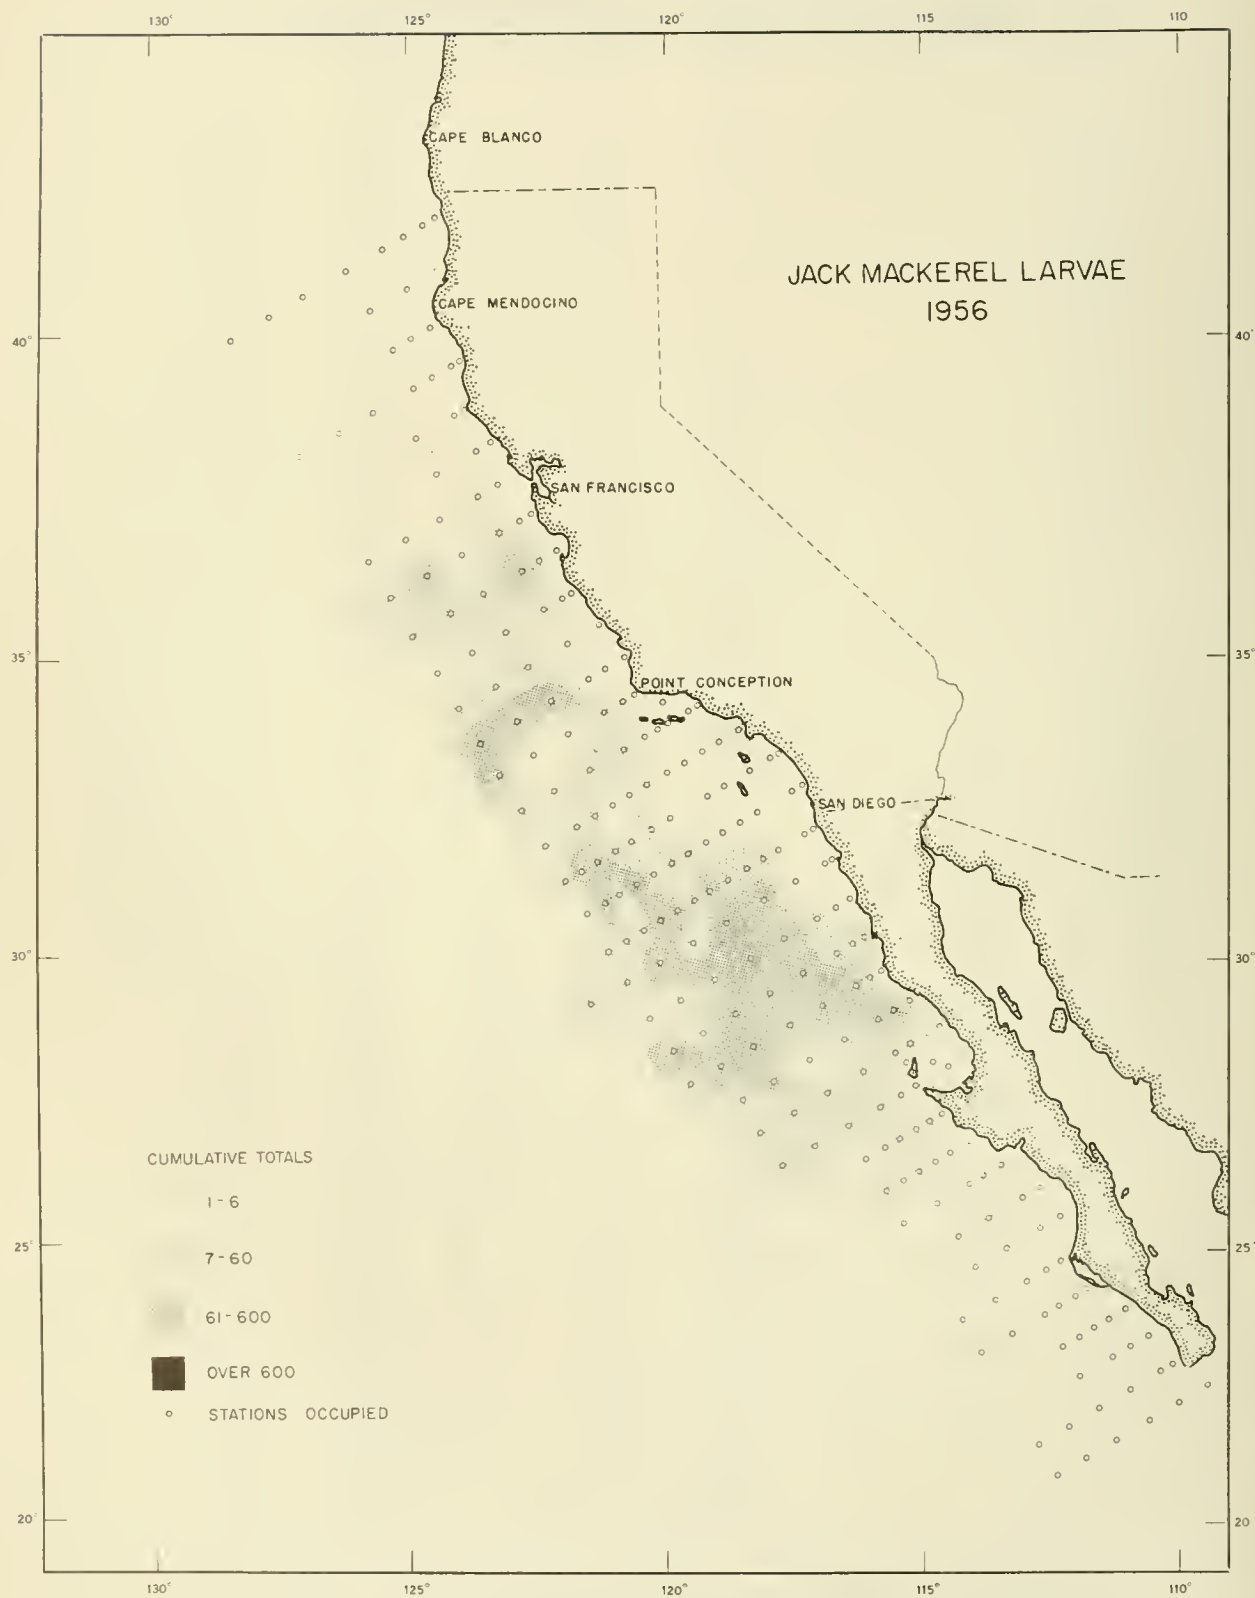 130° 125° 120° 115 110
CAPE BLANCO
JACK MACKEREL LARVAE
1956
CAPE MENDOCINO
40° 40°
SAN FRANCISCO
35° 35°
POINT CONCEPTION
SAN DIEGO
30° 30°
CUMULATIVE TOTALS
1-6
25° 25°
7-60
61-600
OVER 600
STATIONS OCCUPIED
20° 20
130° 125° 120° 115° 110°